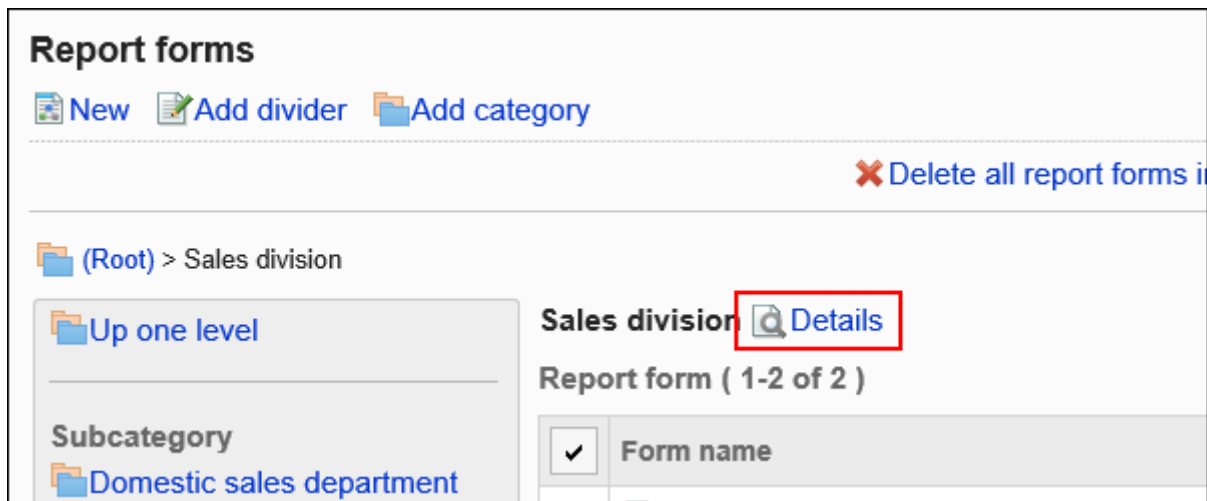 Report forms
New Add divider Add category
Delete all report forms
(Root) > Sales division
Up one level
Sales division Details
Report form ( 1-2 of 2 )
Subcategory
Form name
Domestic sales department